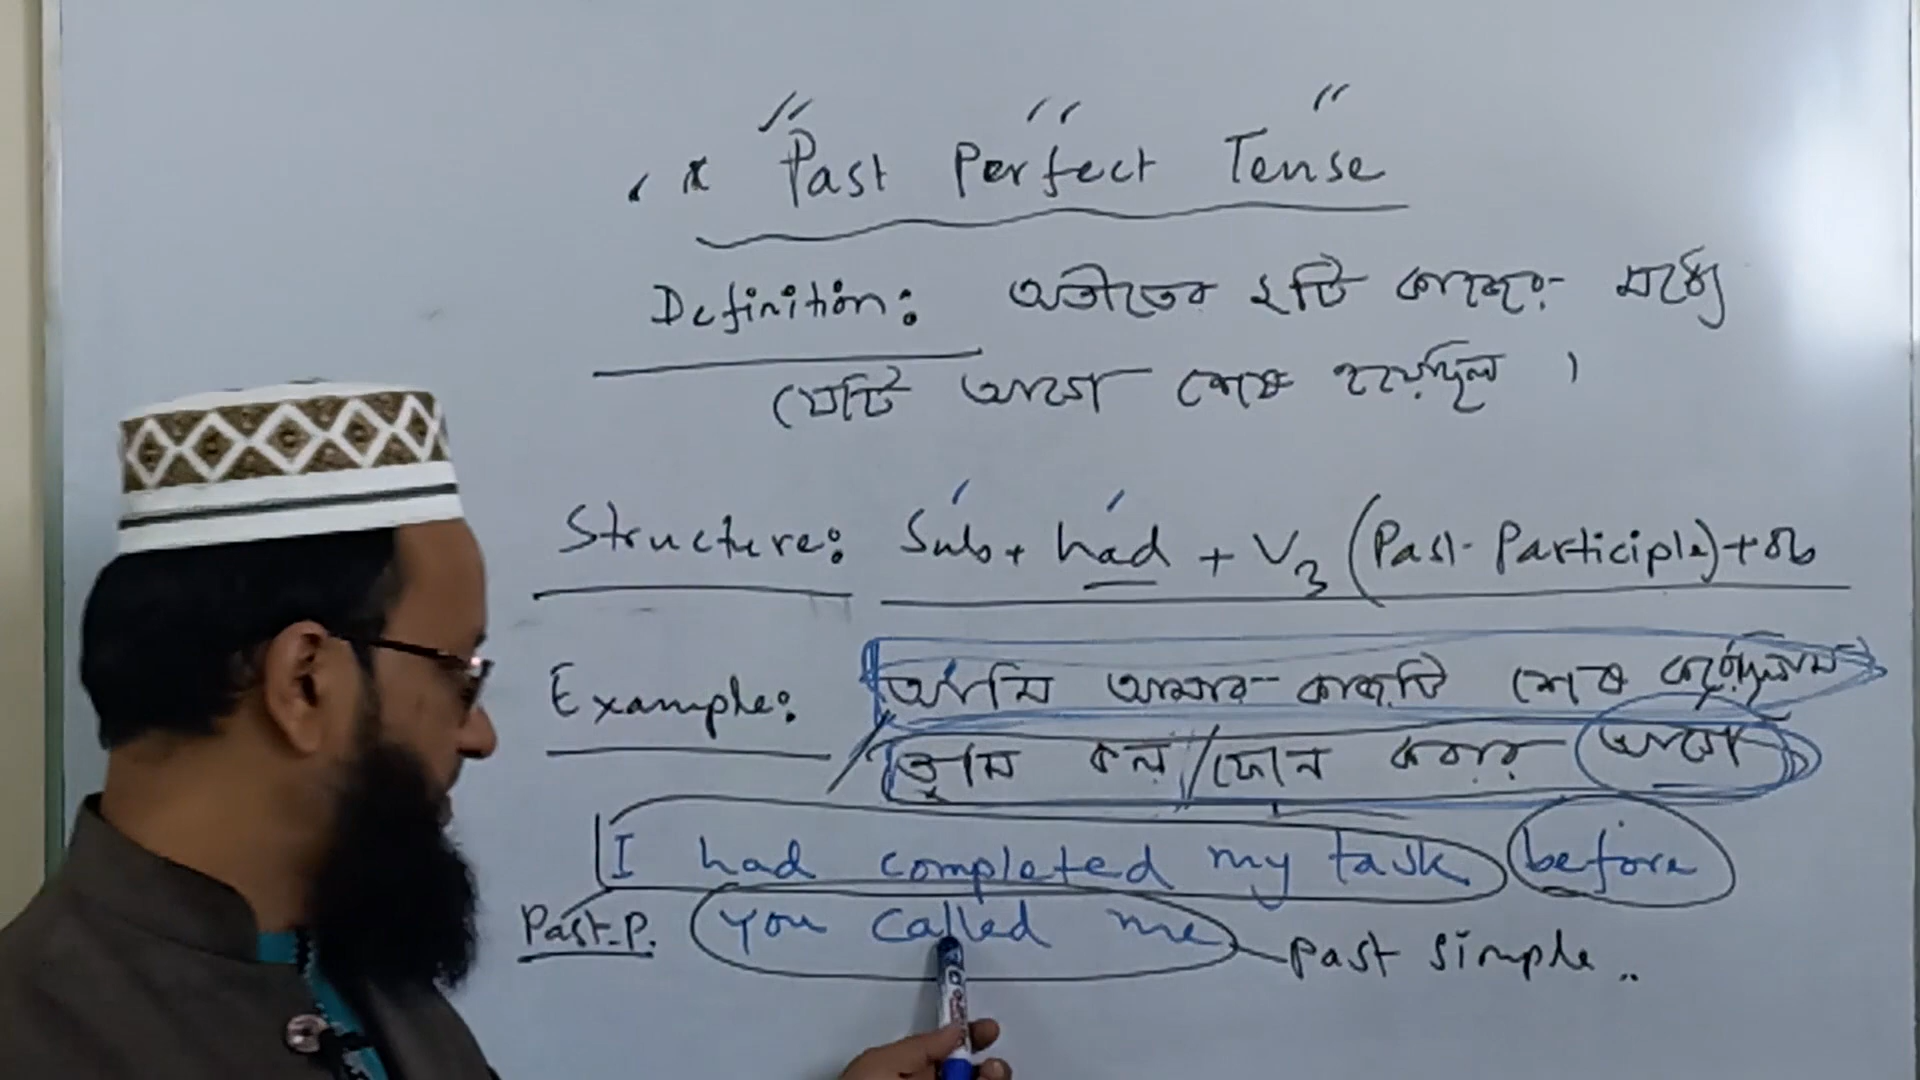 * Past Perfect Tense
Definition: অতীতের ২টি কাজের মধ্যে
যেটি আগে শেষ হয়েছিল ।
Structure: Sub + had + V3 (Past-Participle) + ob
Example: আমি আমার কাজটি শেষ করেছিলাম
তুমি কল / ফোন করার আগে
I had completed my task before
Past-P. you called me past simple..